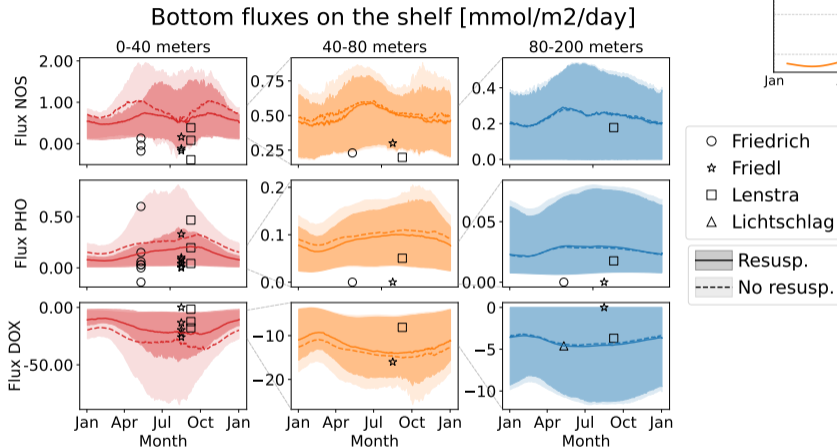 Bottom fluxes on the shelf [mmol/m2/day]
0-40 meters 40-80 meters 80-200 meters
Flux NOS
2.00
1.00
0.00
0.75
0.50
0.25
0.4
0.2
0.0
Flux PHO
0.50
0.00
0.2
0.1
0.0
0.05
0.00
Flux DOX
0.00
-50.00
−10
−20
0
−5
−10
Jan Apr Jul Oct Jan
Jan Apr Jul Oct Jan
Jan Apr Jul Oct Jan
Month Month Month
Jan
Friedrich
Friedl
Lenstra
Lichtschlag
Resusp.
No resusp.